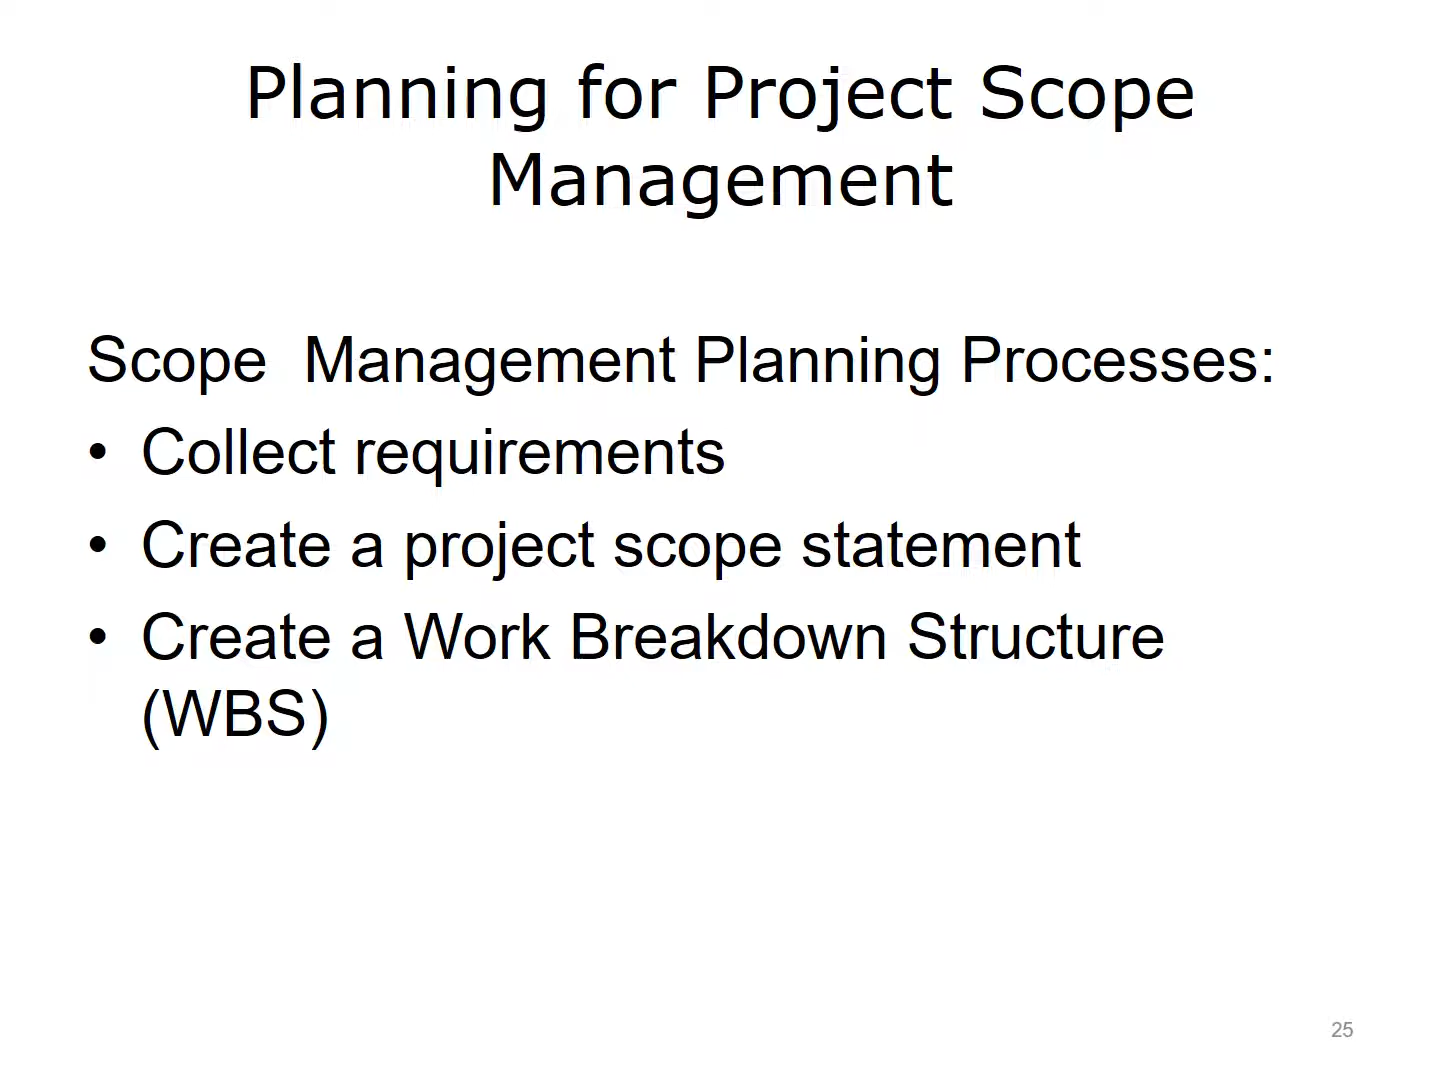 Planning for Project Scope
Management
Scope  Management Planning Processes:
• Collect requirements
• Create a project scope statement
• Create a Work Breakdown Structure
(WBS)
25